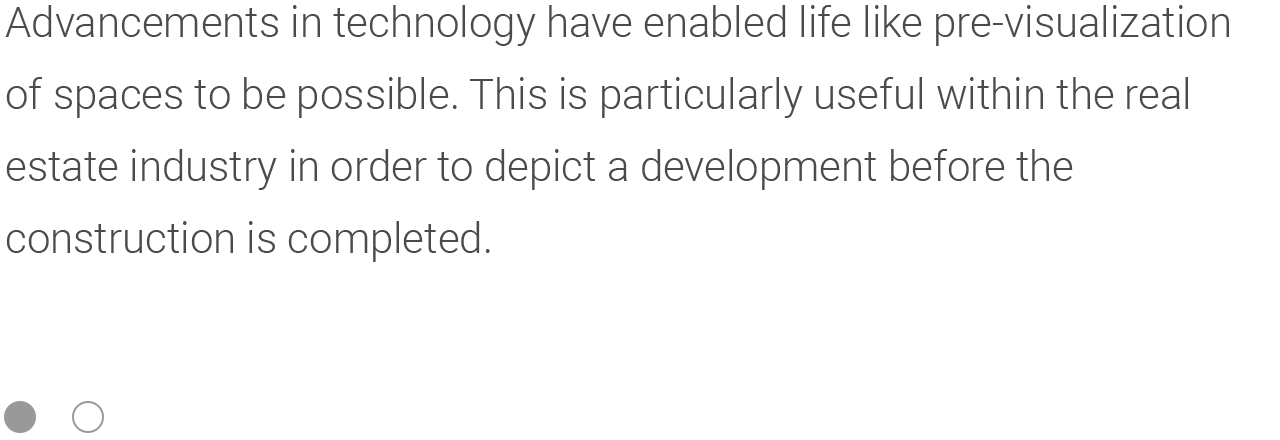 Advancements in technology have enabled life like pre-visualization
of spaces to be possible. This is particularly useful within the real
estate industry in order to depict a development before the
construction is completed.